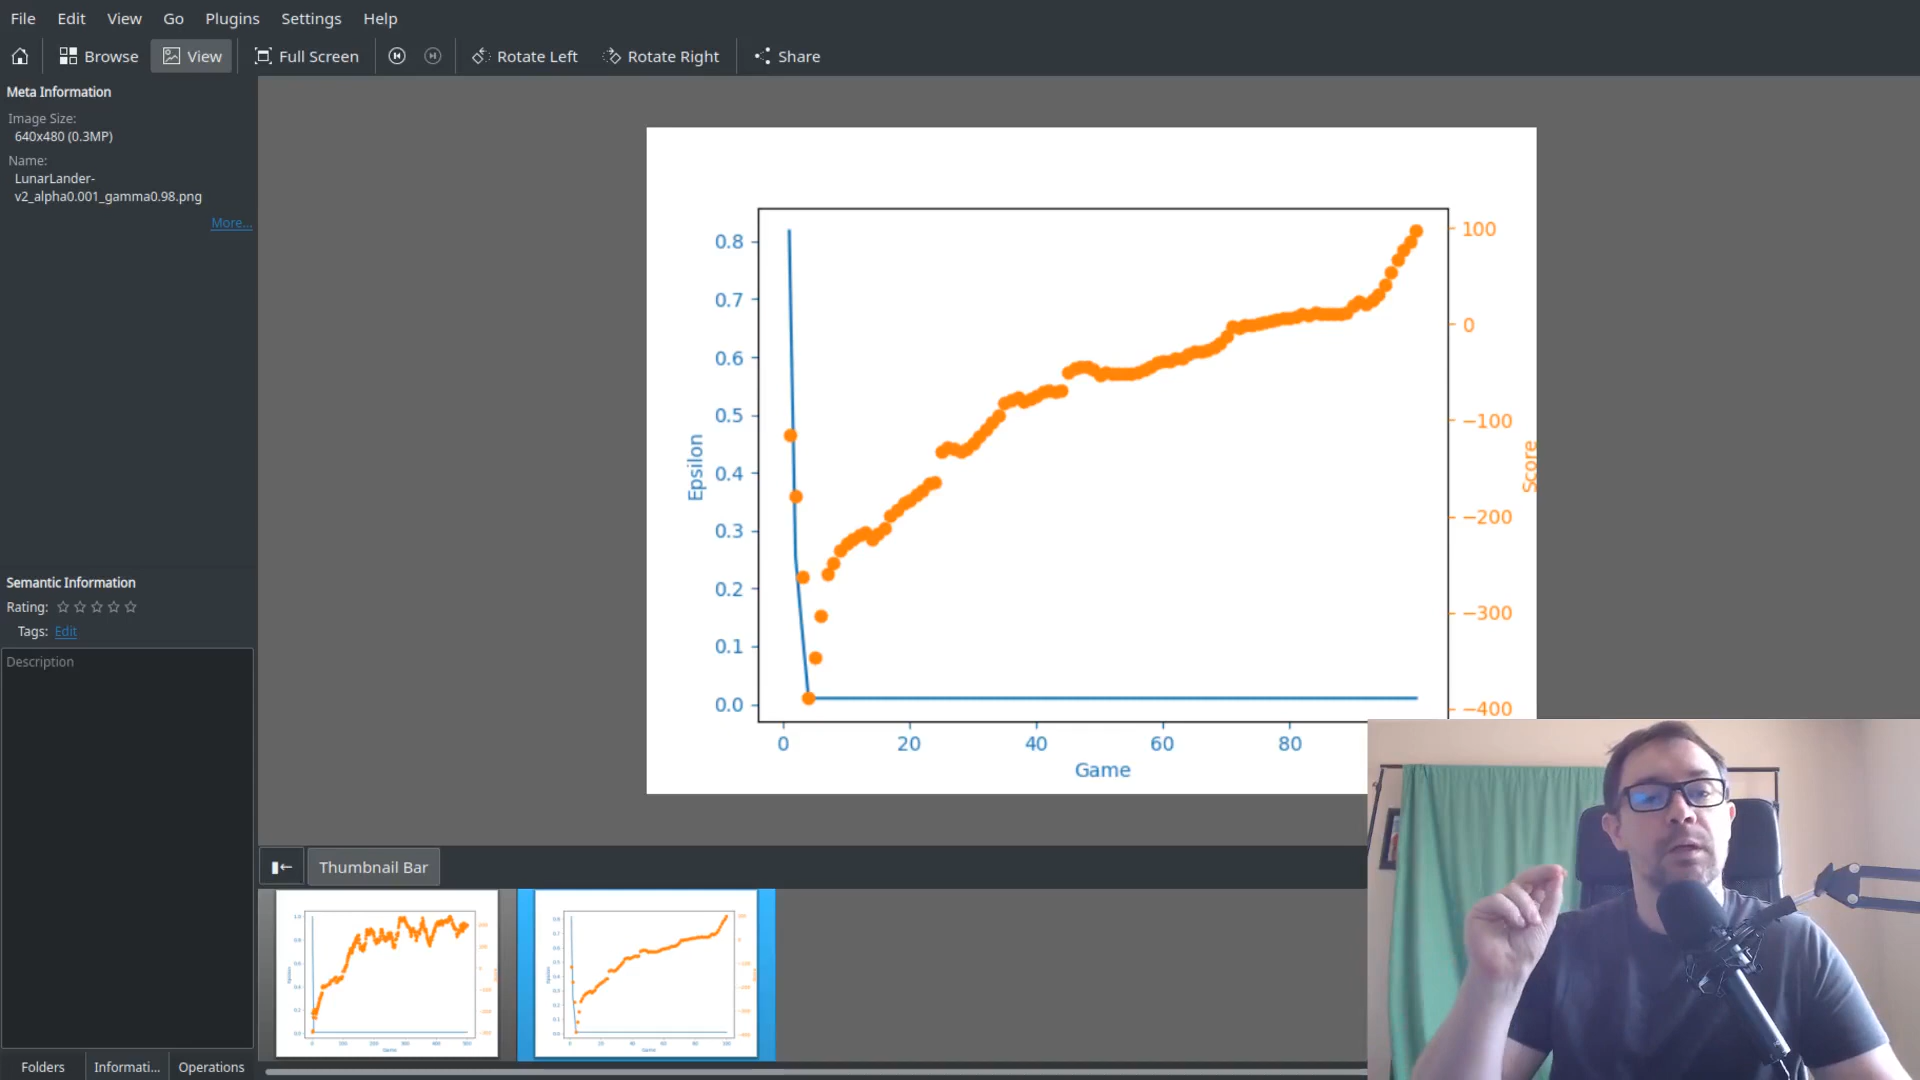 File Edit View Go Plugins Settings Help
Browse View Full Screen Rotate Left Rotate Right Share
Meta Information
Image Size:
640x480 (0.3MP)
Name:
LunarLander-
v2_alpha0.001_gamma0.98.png
More...
0.8
0.7
0.6
0.5
0.4
0.3
0.2
0.1
0.0
Epsilon
100
0
−100
−200
−300
−400
Score
0 20 40 60 80
Game
Semantic Information
Rating:
Tags: Edit
Description
Thumbnail Bar
Folders Informati... Operations